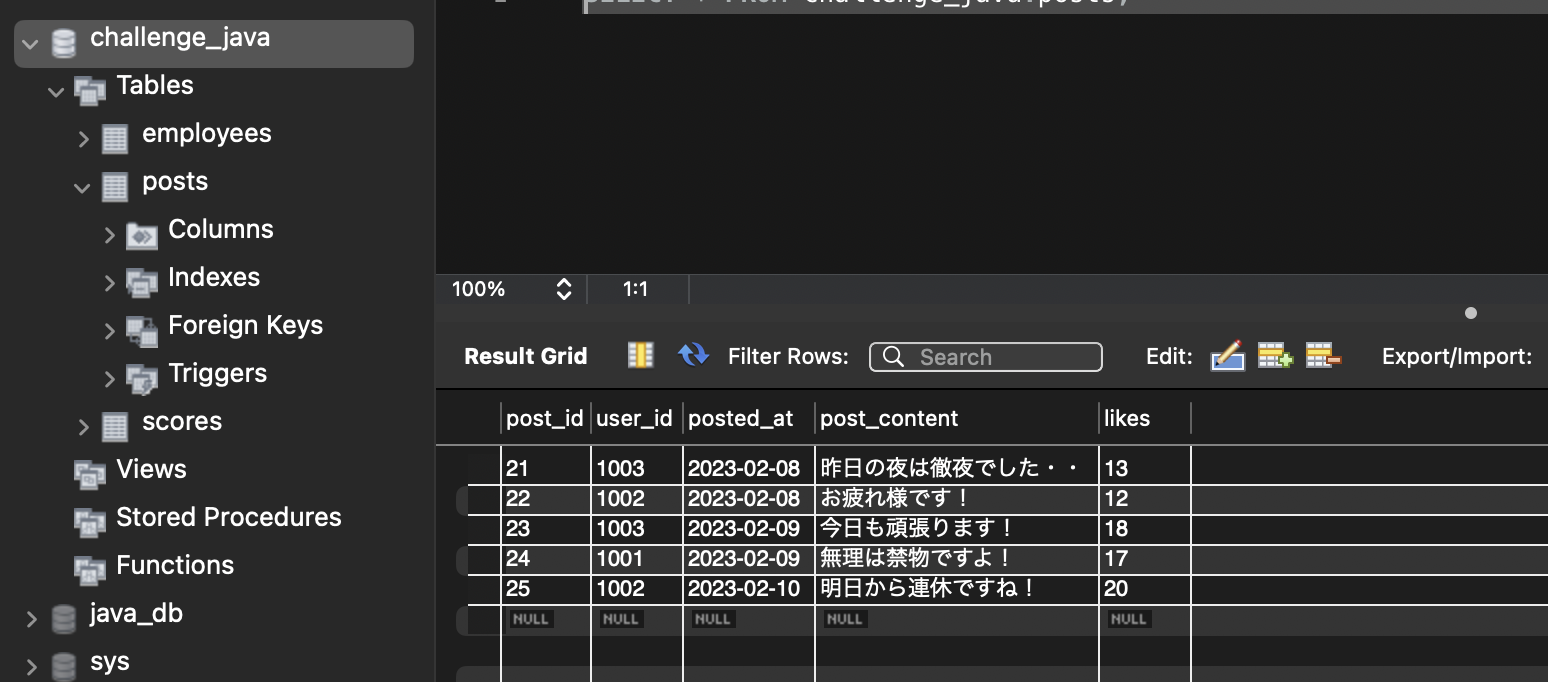 challenge_java
Tables
employees
posts
Columns
Indexes
Foreign Keys
Triggers
scores
Views
Stored Procedures
Functions
java_db
sys
100% 1:1
Result Grid Filter Rows: Search Edit: Export/Import:
post_id user_id posted_at post_content likes
21 1003 2023-02-08 昨日の夜は徹夜でした・・ 13
22 1002 2023-02-08 お疲れ様です！ 12
23 1003 2023-02-09 今日も頑張ります！ 18
24 1001 2023-02-09 無理は禁物ですよ！ 17
25 1002 2023-02-10 明日から連休ですね！ 20
NULL NULL NULL NULL NULL